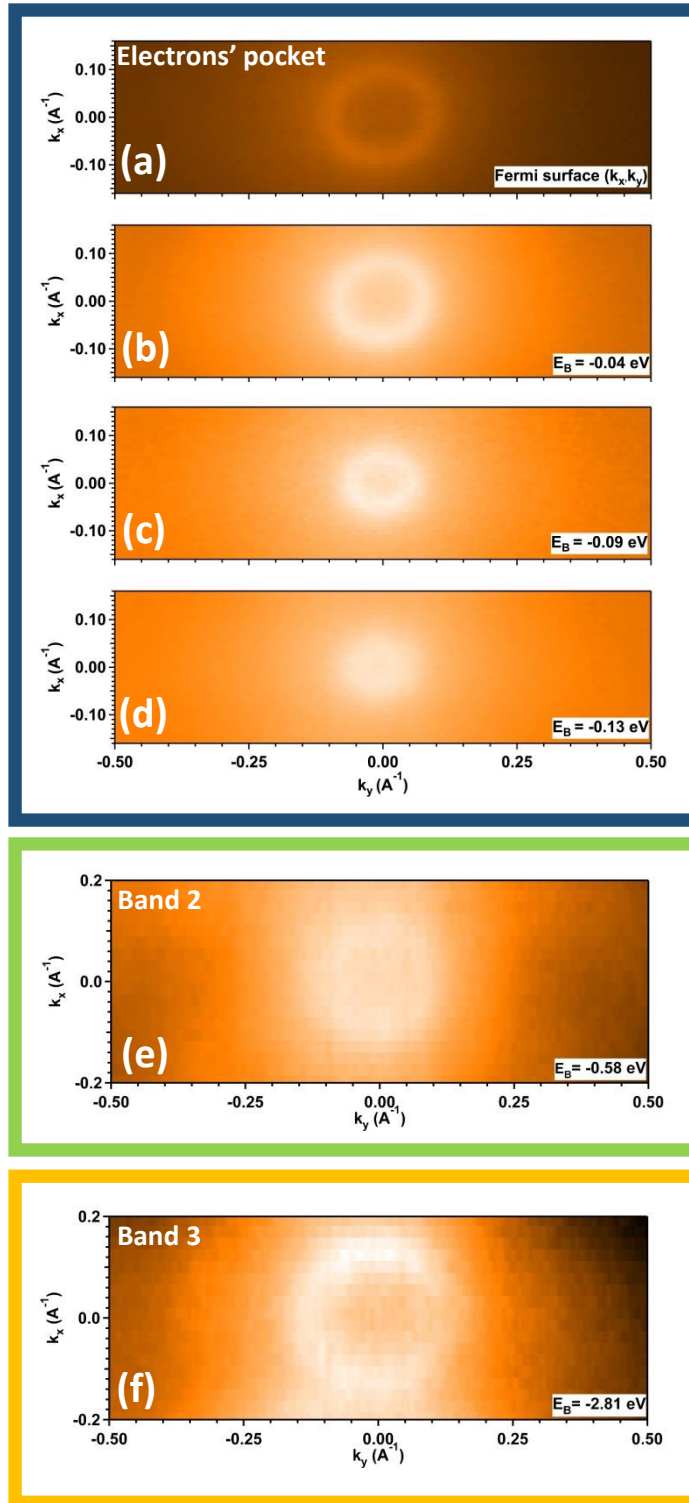 Electrons’ pocket
0.10
0.00
-0.10
kx (A-1)
(a)
Fermi surface (kx,ky)
0.10
0.00
-0.10
kx (A-1)
(b)
EB = -0.04 eV
0.10
0.00
-0.10
kx (A-1)
(c)
EB = -0.09 eV
0.10
0.00
-0.10
kx (A-1)
(d)
EB = -0.13 eV
-0.50 -0.25 0.00 0.25 0.50
ky (A-1)
Band 2
0.2
0.0
-0.2
kx (A-1)
(e)
EB= -0.58 eV
-0.50 -0.25 0.00 0.25 0.50
ky (A-1)
Band 3
0.2
0.0
-0.2
kx (A-1)
(f)
EB= -2.81 eV
-0.50 -0.25 0.00 0.25 0.50
ky (A-1)